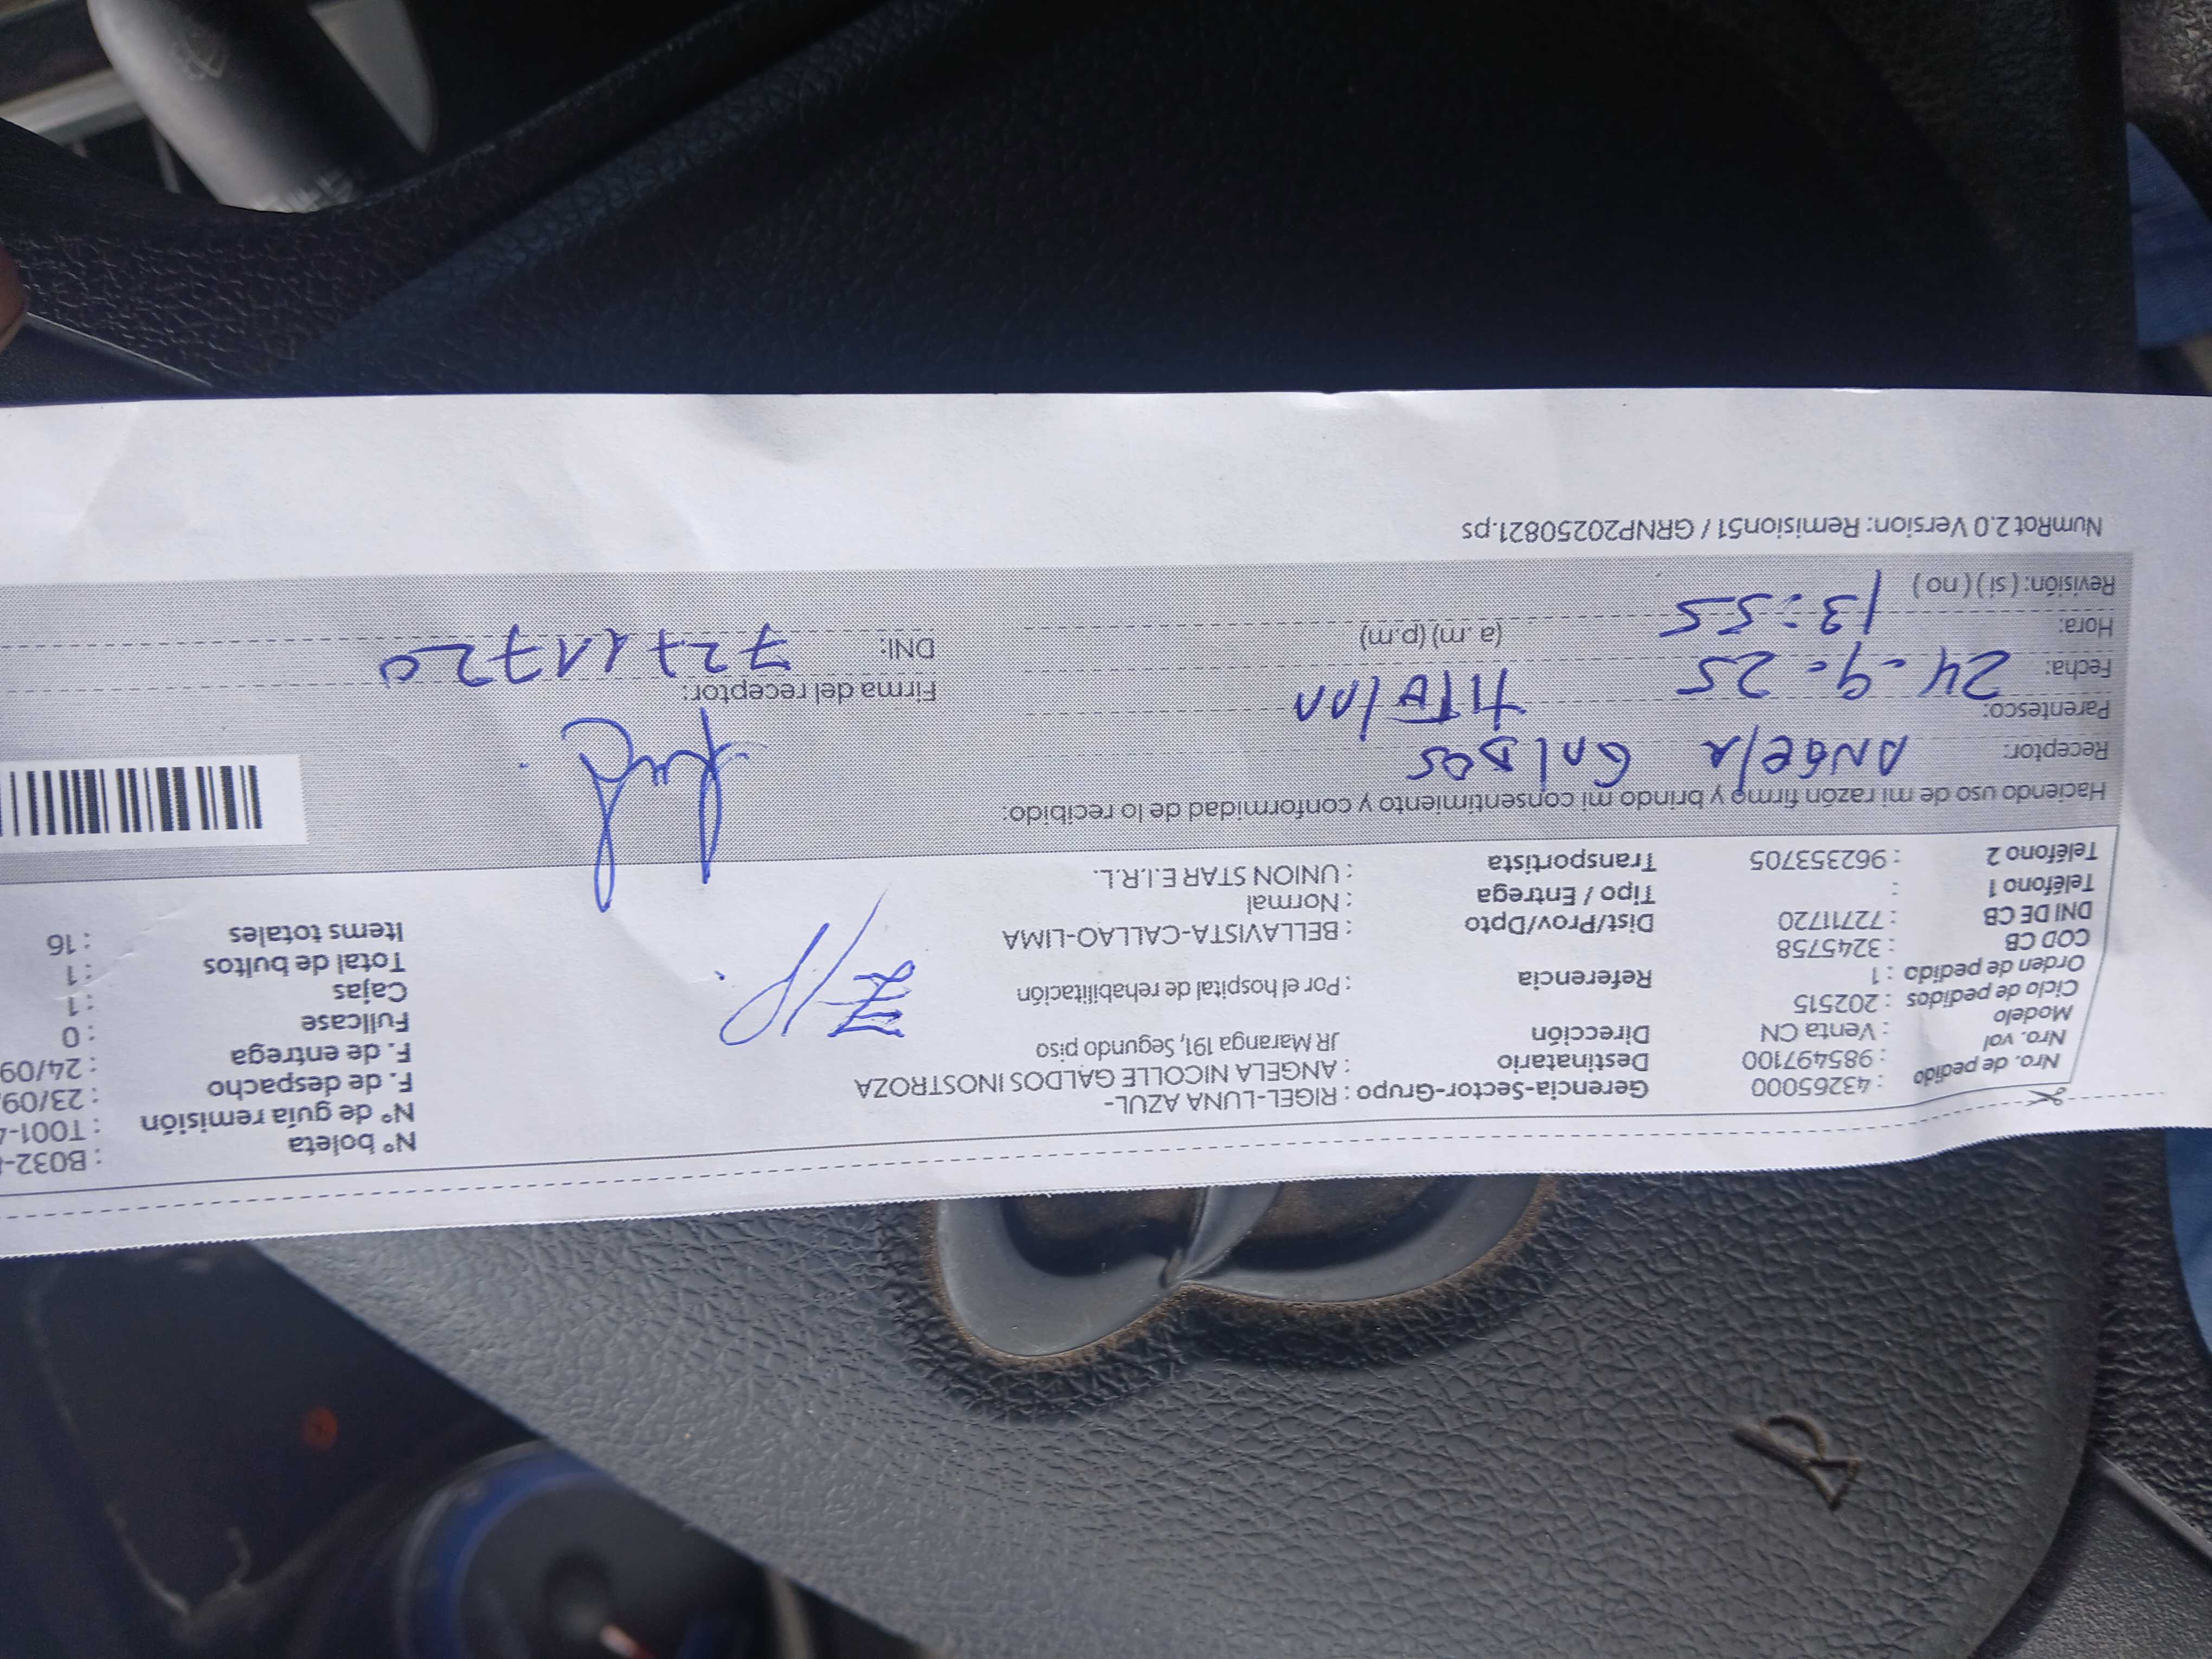 Nro. de pedido : 43265000 Gerencia-Sector-Grupo : RIGEL-LUNA AZUL- N° boleta : B032-
Nro. vol : 985497100 Destinatario : ANGELA NICOLLE GALDOS INOSTROZA N° de guía remisión : T001-4
Modelo : Venta CN Dirección JR Maranga 191, Segundo piso F. de despacho : 23/09
Ciclo de pedidos : 202515 F. de entrega : 24/09
Orden de pedido : 1 Referencia : Por el hospital de rehabilitación Fullcase : 0
COD CB : 3245758 Cajas : 1
DNI DE CB : 72711720 Dist/Prov/Dpto : BELLAVISTA-CALLAO-LIMA Total de bultos : 1
Teléfono 1 : Tipo / Entrega : Normal Items totales : 16
Teléfono 2 : 962353705 Transportista : UNION STAR E.I.R.L.
Haciendo uso de mi razón firmo y brindo mi consentimiento y conformidad de lo recibido:
Receptor: ANGELA GALDOS
Parentesco: TITULAR Firma del receptor:
Fecha: 24-9-25
Hora: 13:55 (a.m) (p.m) DNI: 72711720
Revisión: ( si ) ( no )
NumRot 2.0 Version: Remision51 / GRNP20250821.ps